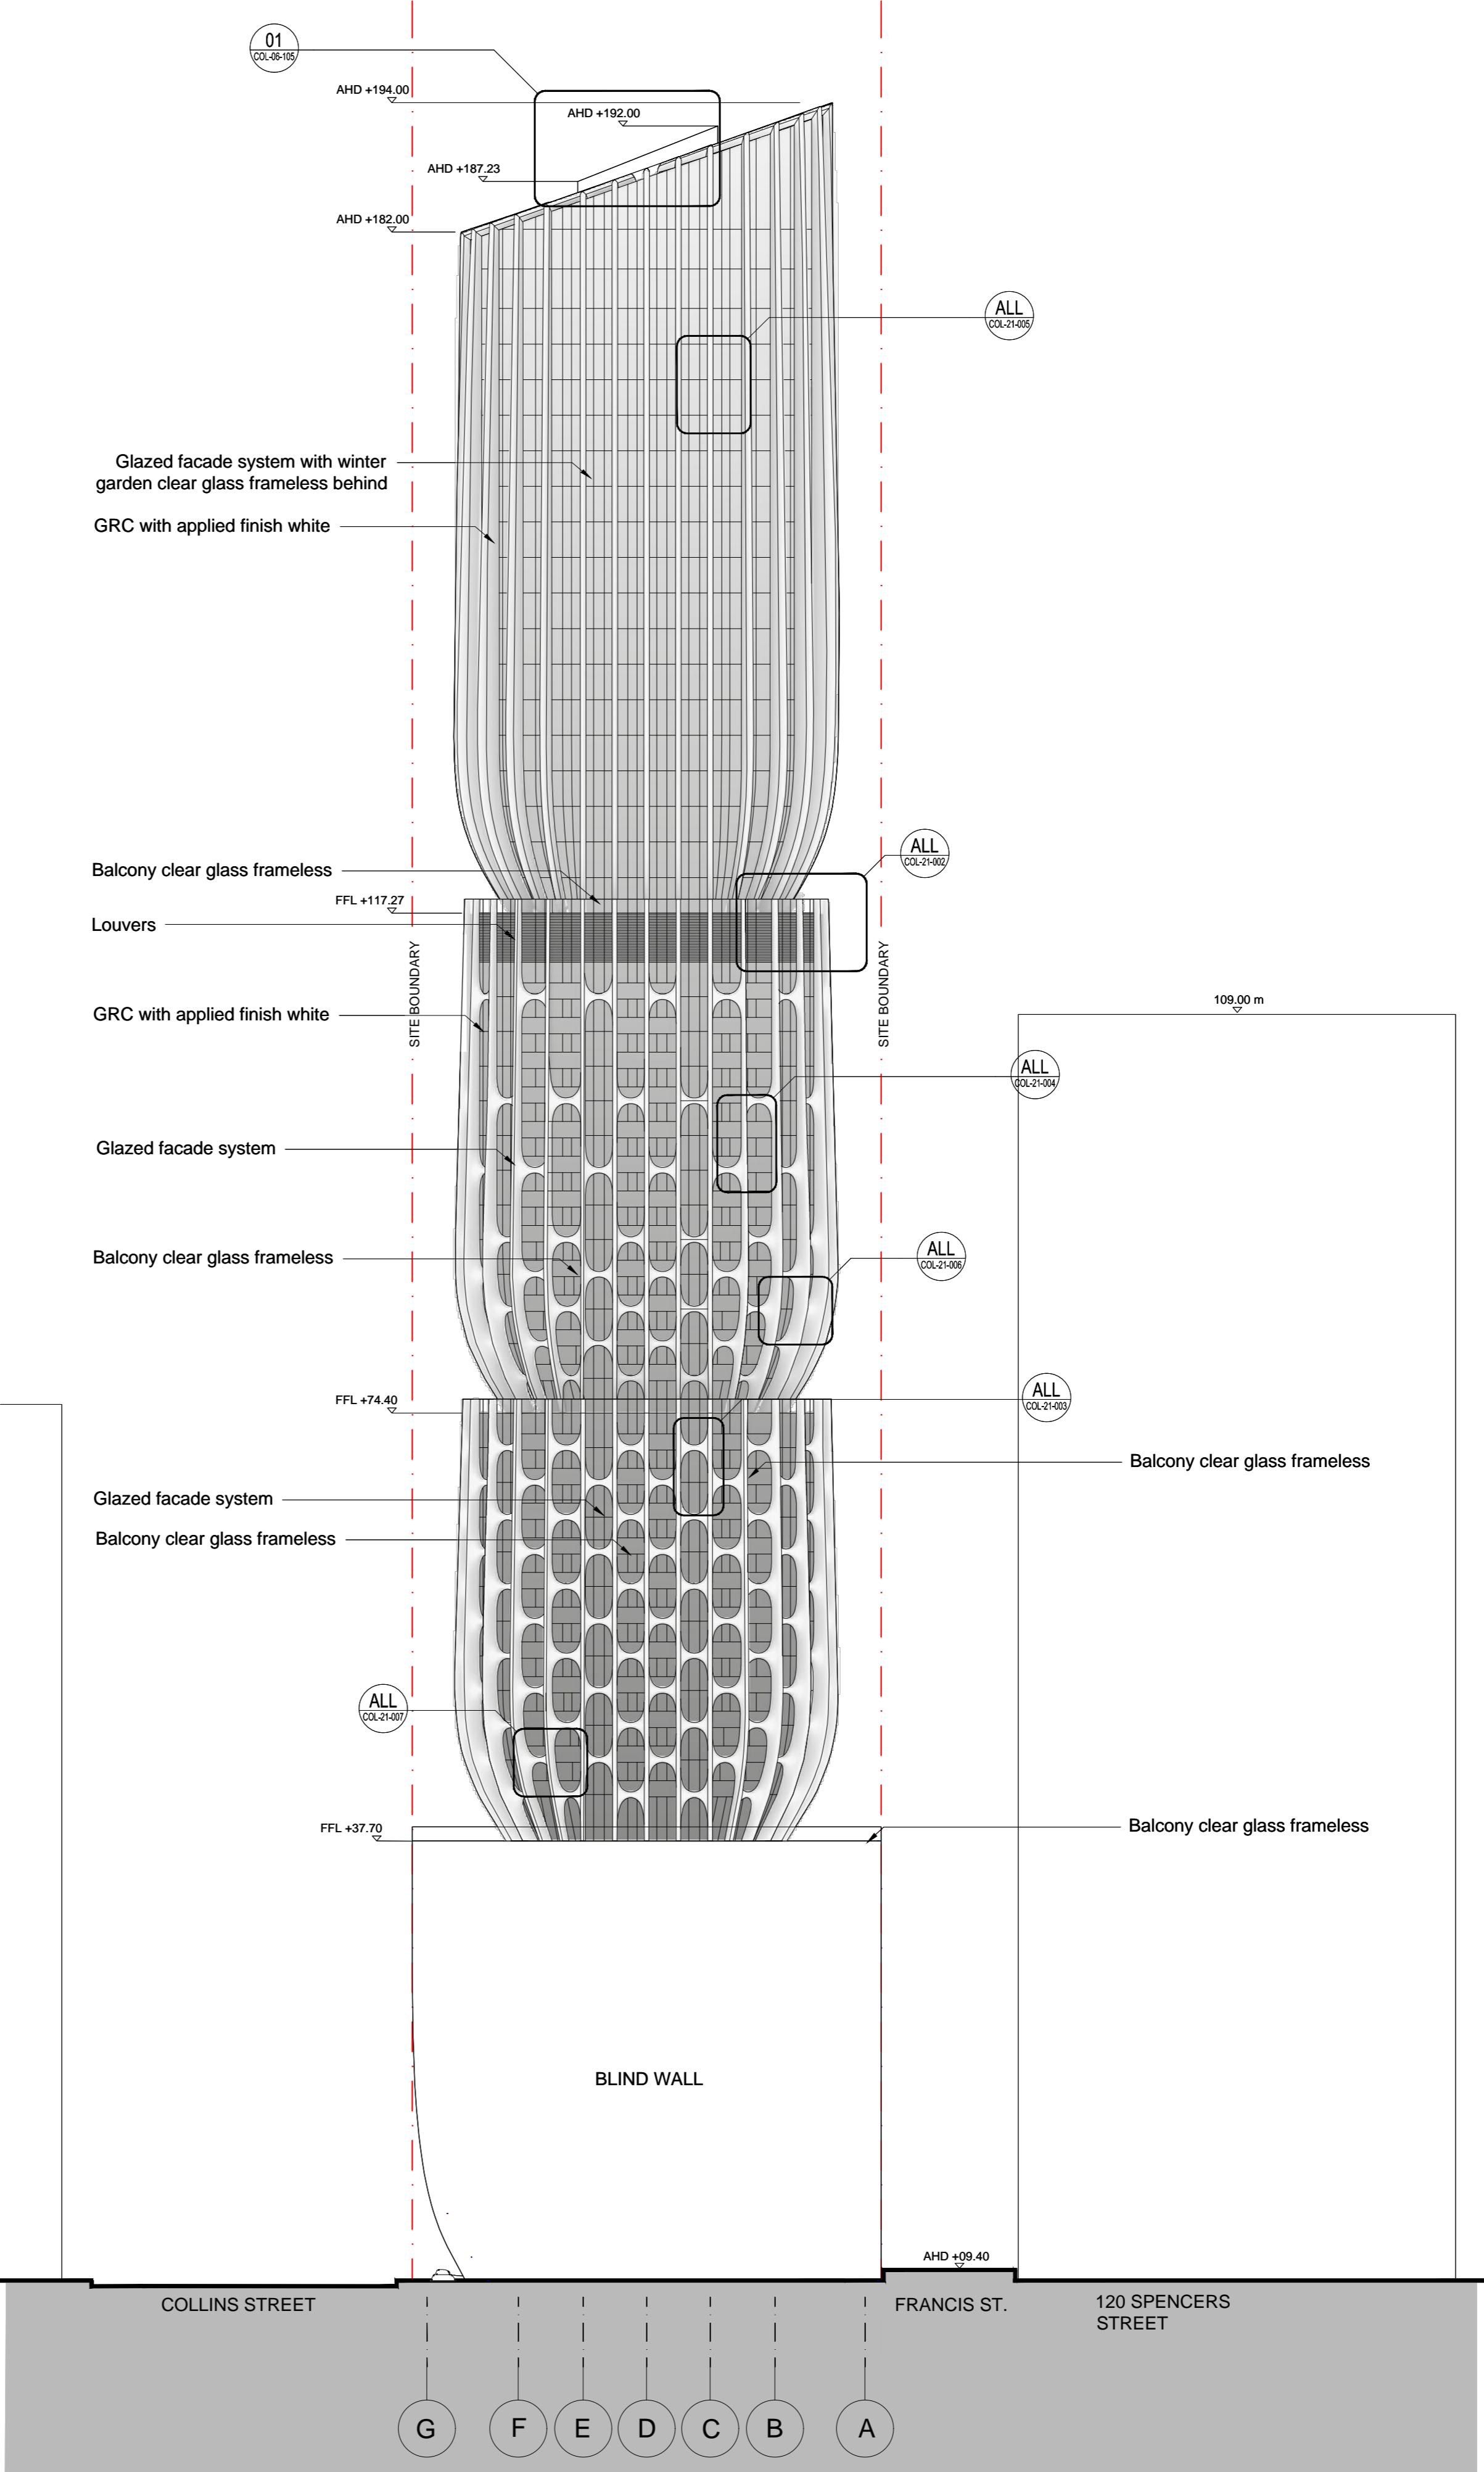 01
COL-06-105
AHD +194.00
AHD +192.00
AHD +187.23
AHD +182.00
ALL
COL-21-005
Glazed facade system with winter
garden clear glass frameless behind
GRC with applied finish white
ALL
COL-21-002
Balcony clear glass frameless
FFL +117.27
Louvers
SITE BOUNDARY
SITE BOUNDARY
109.00 m
GRC with applied finish white
ALL
COL-21-004
Glazed facade system
ALL
COL-21-006
Balcony clear glass frameless
ALL
COL-21-003
FFL +74.40
Balcony clear glass frameless
Glazed facade system
Balcony clear glass frameless
ALL
COL-21-007
FFL +37.70
Balcony clear glass frameless
BLIND WALL
AHD +09.40
COLLINS STREET
FRANCIS ST.
120 SPENCERS
STREET
G
F
E
D
C
B
A